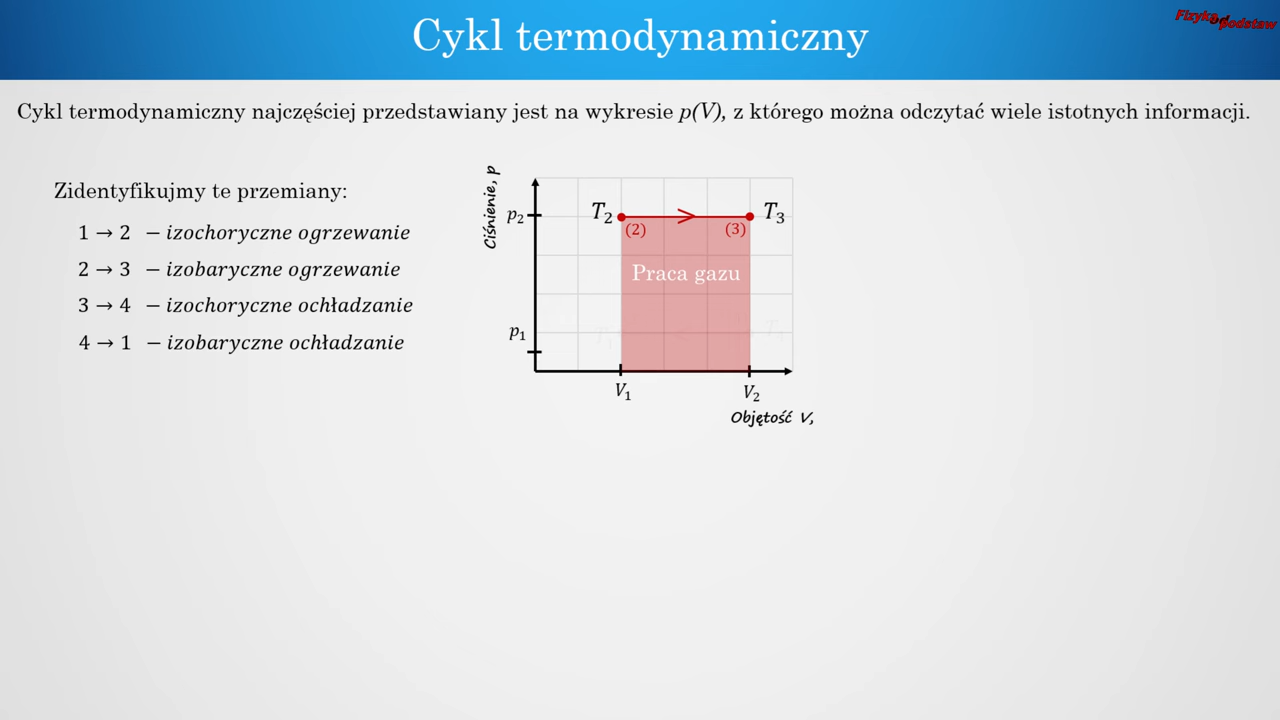 Cykl termodynamiczny
Fizyka od podstaw
Cykl termodynamiczny najczęściej przedstawiany jest na wykresie p(V), z którego można odczytać wiele istotnych informacji.
Zidentyfikujmy te przemiany:
1 → 2 – izochoryczne ogrzewanie
2 → 3 – izobaryczne ogrzewanie
3 → 4 – izochoryczne ochładzanie
4 → 1 – izobaryczne ochładzanie
Ciśnienie, p
p₂
T₂
T₃
(2)
(3)
Praca gazu
p₁
V₁
V₂
Objętość V,